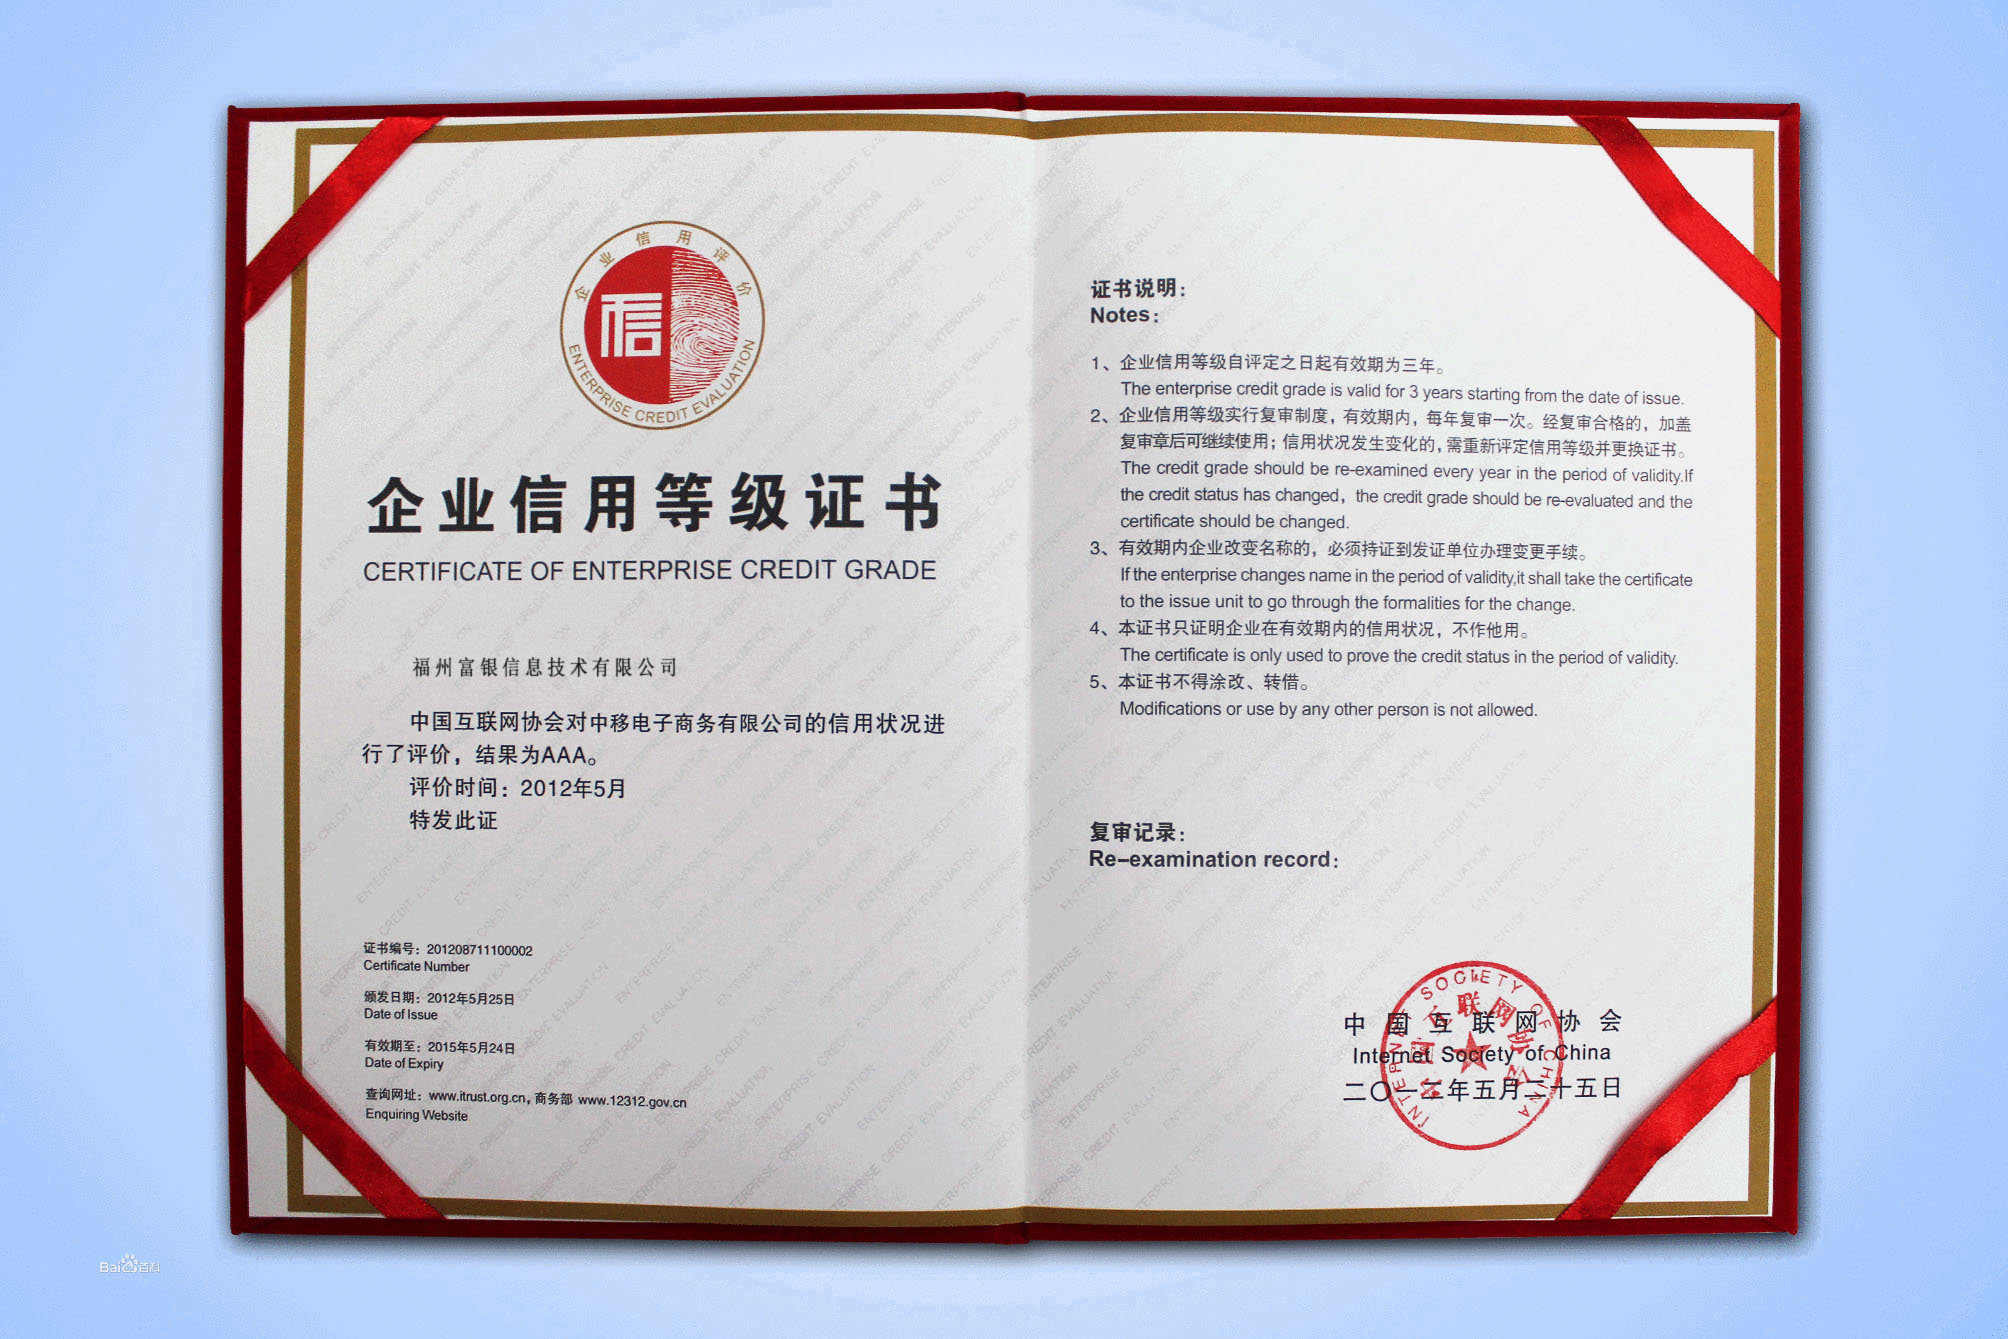 企业信用评价
信
ENTERPRISE CREDIT EVALUATION
企业信用等级证书
CERTIFICATE OF ENTERPRISE CREDIT GRADE
福州富银信息技术有限公司
中国互联网协会对中移电子商务有限公司的信用状况进
行了评价，结果为AAA。
评价时间：2012年5月
特发此证
证书编号：201208711100002
Certificate Number
颁发日期：2012年5月25日
Date of Issue
有效期至：2015年5月24日
Date of Expiry
查询网址：www.itrust.org.cn，商务部 www.12312.gov.cn
Enquiring Website
证书说明：
Notes：
1、企业信用等级自评定之日起有效期为三年。
The enterprise credit grade is valid for 3 years starting from the date of issue.
2、企业信用等级实行复审制度，有效期内，每年复审一次。经复审合格的，加盖
复审章后可继续使用；信用状况发生变化的，需重新评定信用等级并更换证书。
The credit grade should be re-examined every year in the period of validity.If
the credit status has changed，the credit grade should be re-evaluated and the
certificate should be changed.
3、有效期内企业改变名称的，必须持证到发证单位办理变更手续。
If the enterprise changes name in the period of validity,it shall take the certificate
to the issue unit to go through the formalities for the change.
4、本证书只证明企业在有效期内的信用状况，不作他用。
The certificate is only used to prove the credit status in the period of validity.
5、本证书不得涂改、转借。
Modifications or use by any other person is not allowed.
复审记录：
Re-examination record：
中国互联网协会
Internet Society of China
二〇一二年五月二十五日
INTERNET SOCIETY OF CHINA
中国互联网协会
Bai百科